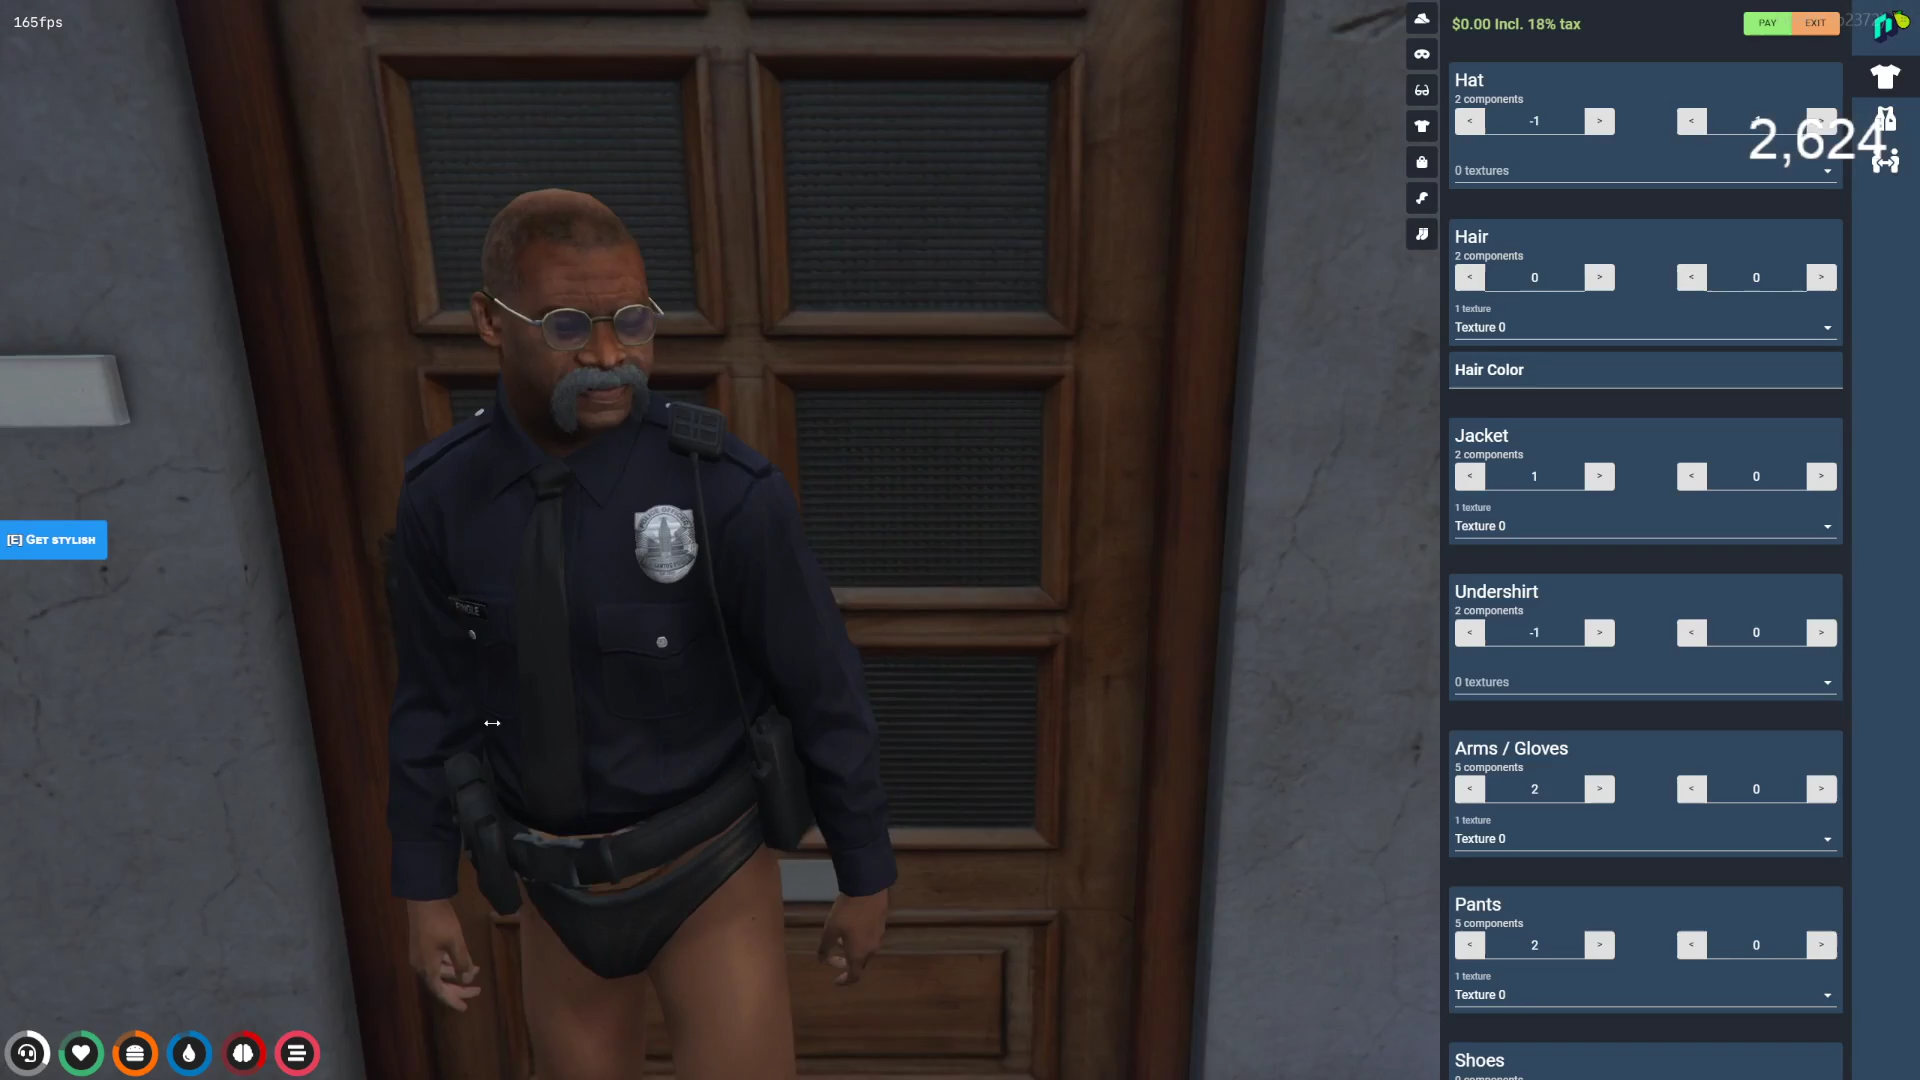 165fps
$0.00 Incl. 18% tax
PAY
EXIT
Hat
2 components
<
-1
>
<
>
2,624
0 textures
Hair
2 components
<
0
>
<
0
>
1 texture
Texture 0
Hair Color
Jacket
2 components
<
1
>
<
0
>
1 texture
Texture 0
[E] GET STYLISH
POLICE OFFICER
Undershirt
2 components
<
-1
>
<
0
>
0 textures
Arms / Gloves
5 components
<
2
>
<
0
>
1 texture
Texture 0
Pants
5 components
<
2
>
<
0
>
1 texture
Texture 0
Shoes